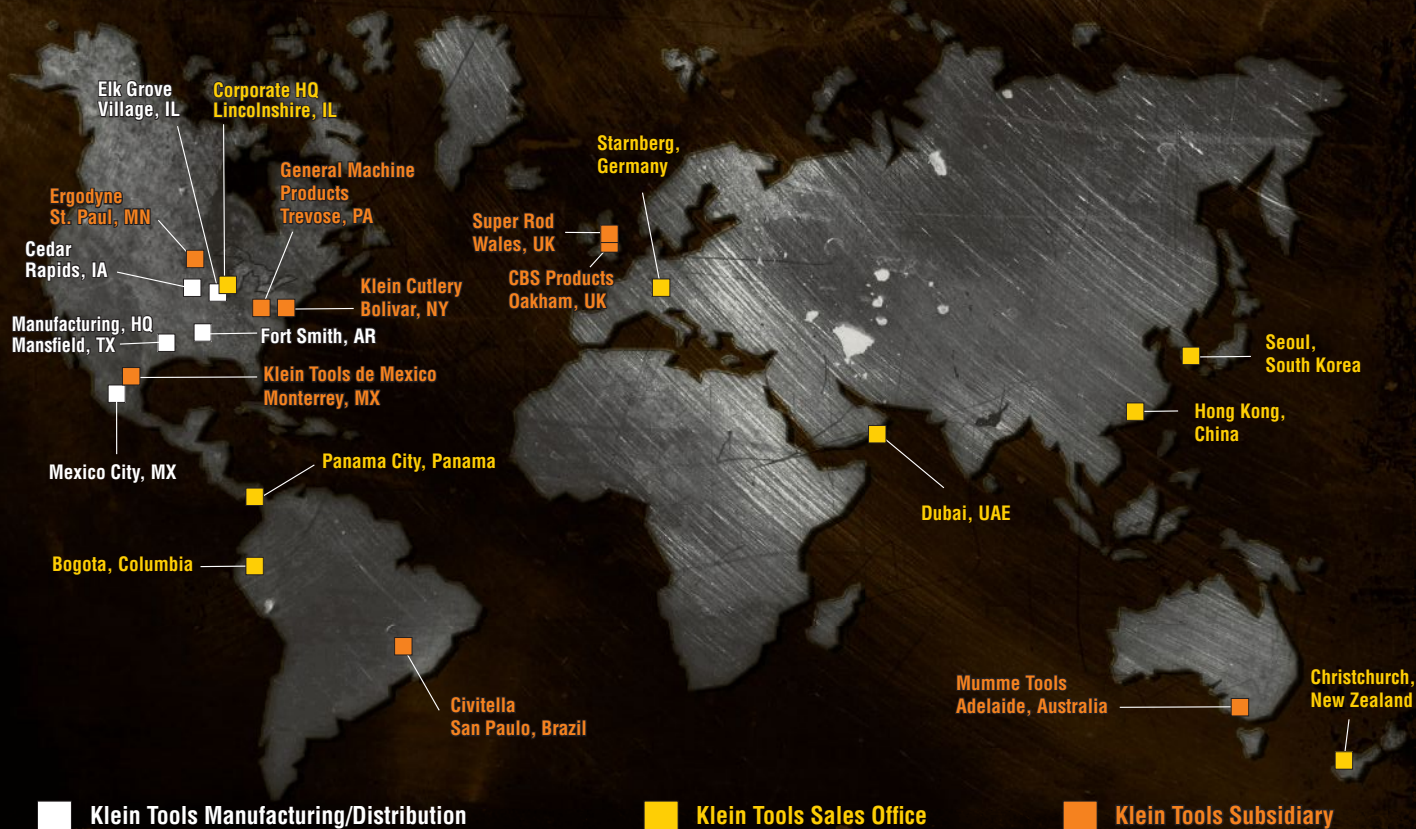 Elk Grove
Village, IL
Corporate HQ
Lincolnshire, IL
General Machine
Products
Trevose, PA
Ergodyne
St. Paul, MN
Cedar
Rapids, IA
Klein Cutlery
Bolivar, NY
Manufacturing, HQ
Mansfield, TX
Fort Smith, AR
Klein Tools de Mexico
Monterrey, MX
Mexico City, MX
Panama City, Panama
Bogota, Columbia
Civitella
San Paulo, Brazil
Starnberg,
Germany
Super Rod
Wales, UK
CBS Products
Oakham, UK
Seoul,
South Korea
Hong Kong,
China
Dubai, UAE
Mumme Tools
Adelaide, Australia
Christchurch,
New Zealand
Klein Tools Manufacturing/Distribution
Klein Tools Sales Office
Klein Tools Subsidiary